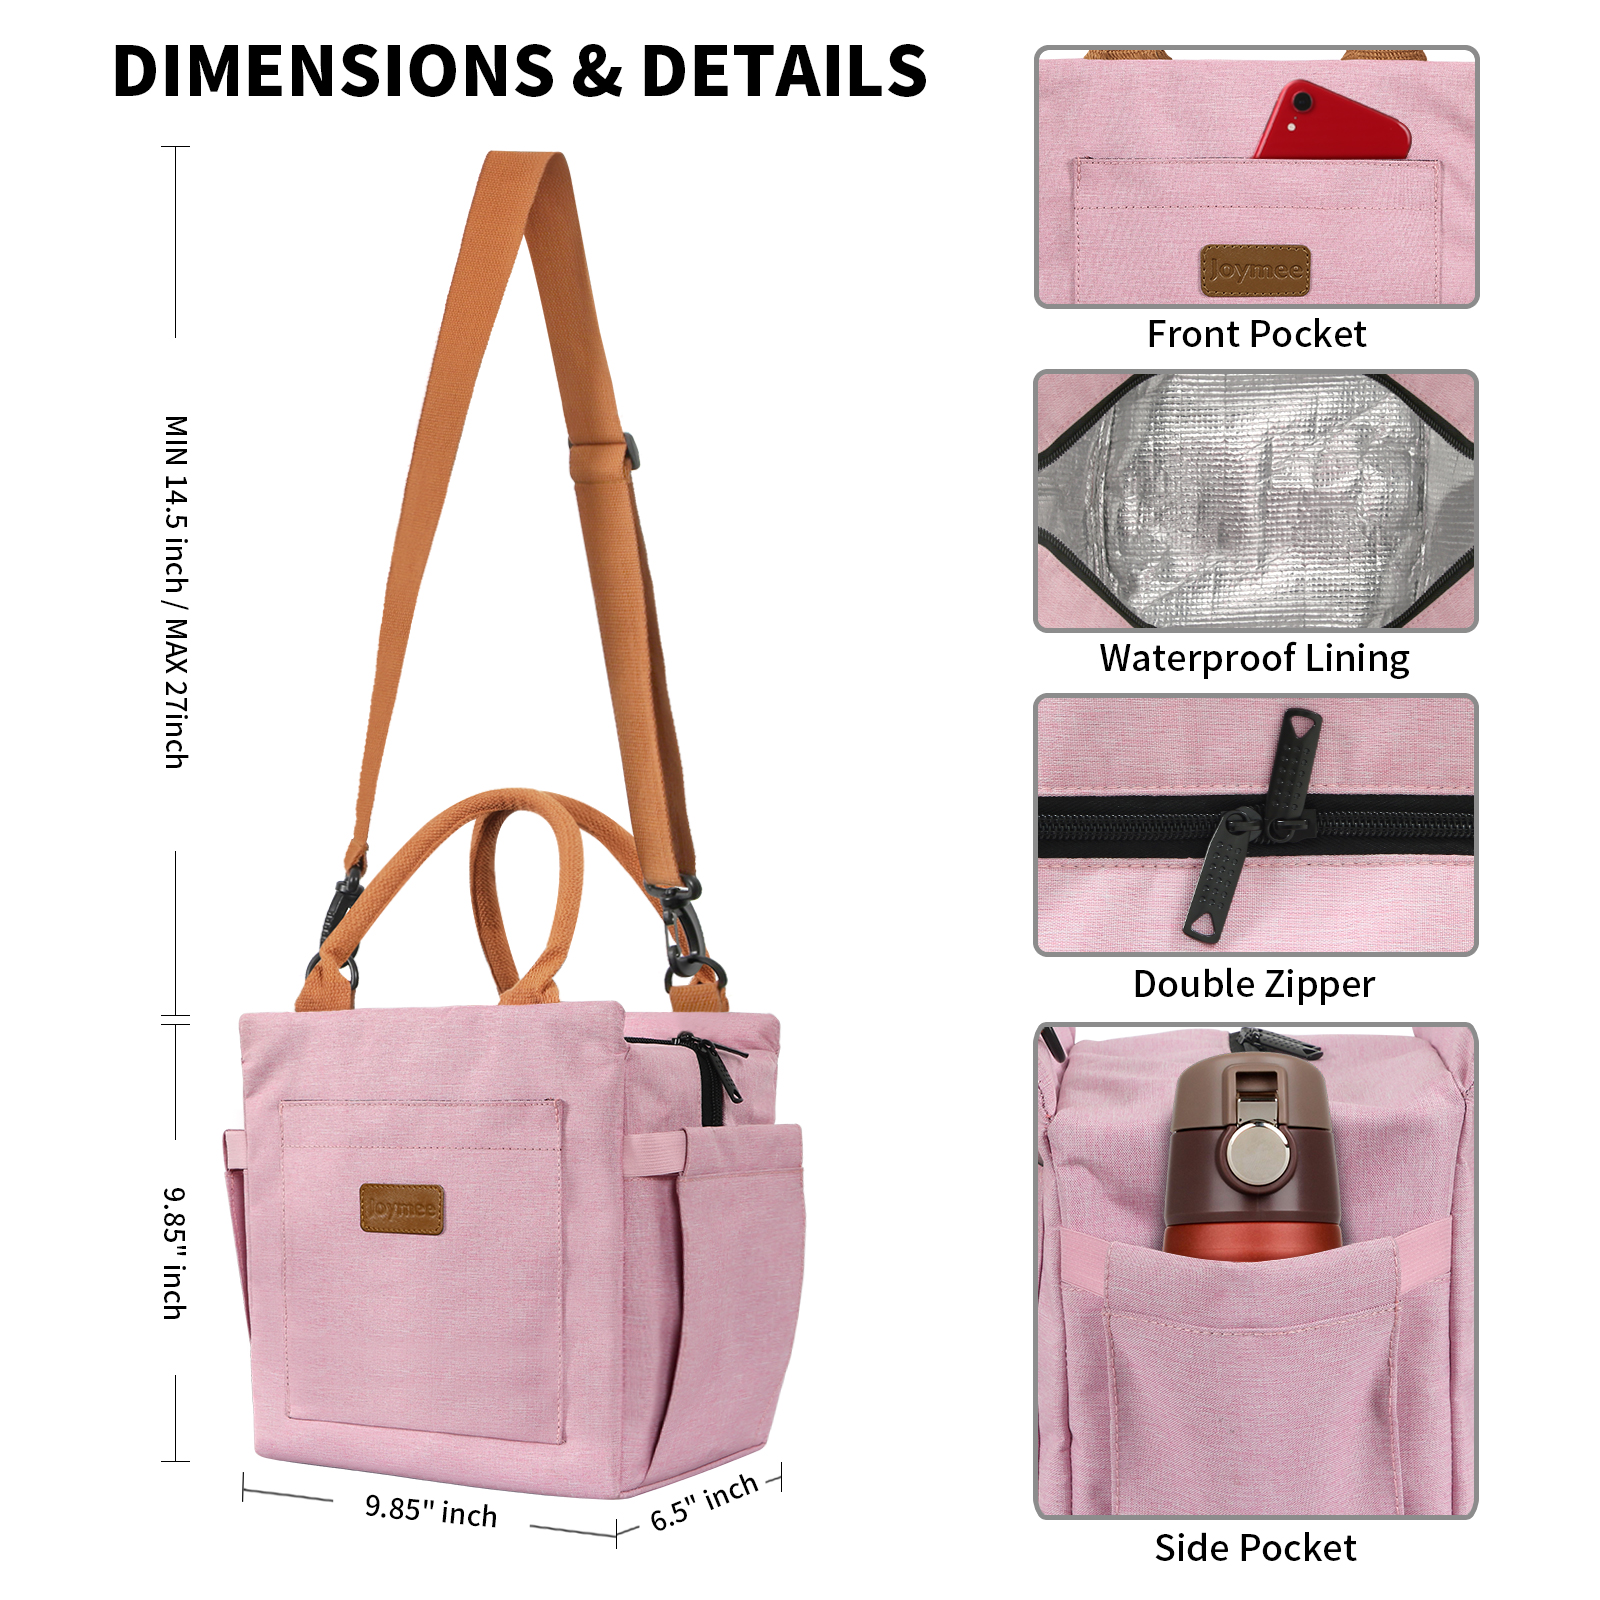 DIMENSIONS & DETAILS
MIN 14.5 inch / MAX 27inch
9.85" inch
9.85" inch
6.5" inch
Joymee
Joymee
Front Pocket
Waterproof Lining
Double Zipper
Side Pocket